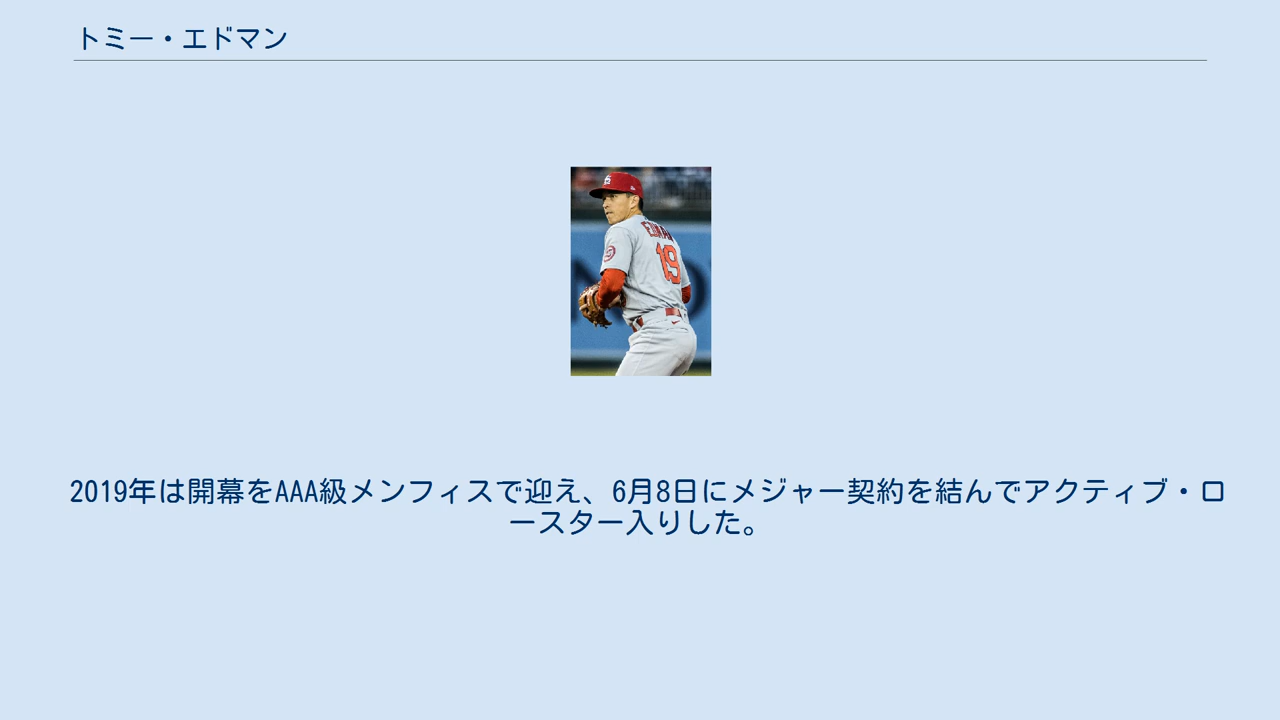 トミー・エドマン
EDMAN
19
2019年は開幕をAAA級メンフィスで迎え、6月8日にメジャー契約を結んでアクティブ・ロ
ースター入りした。